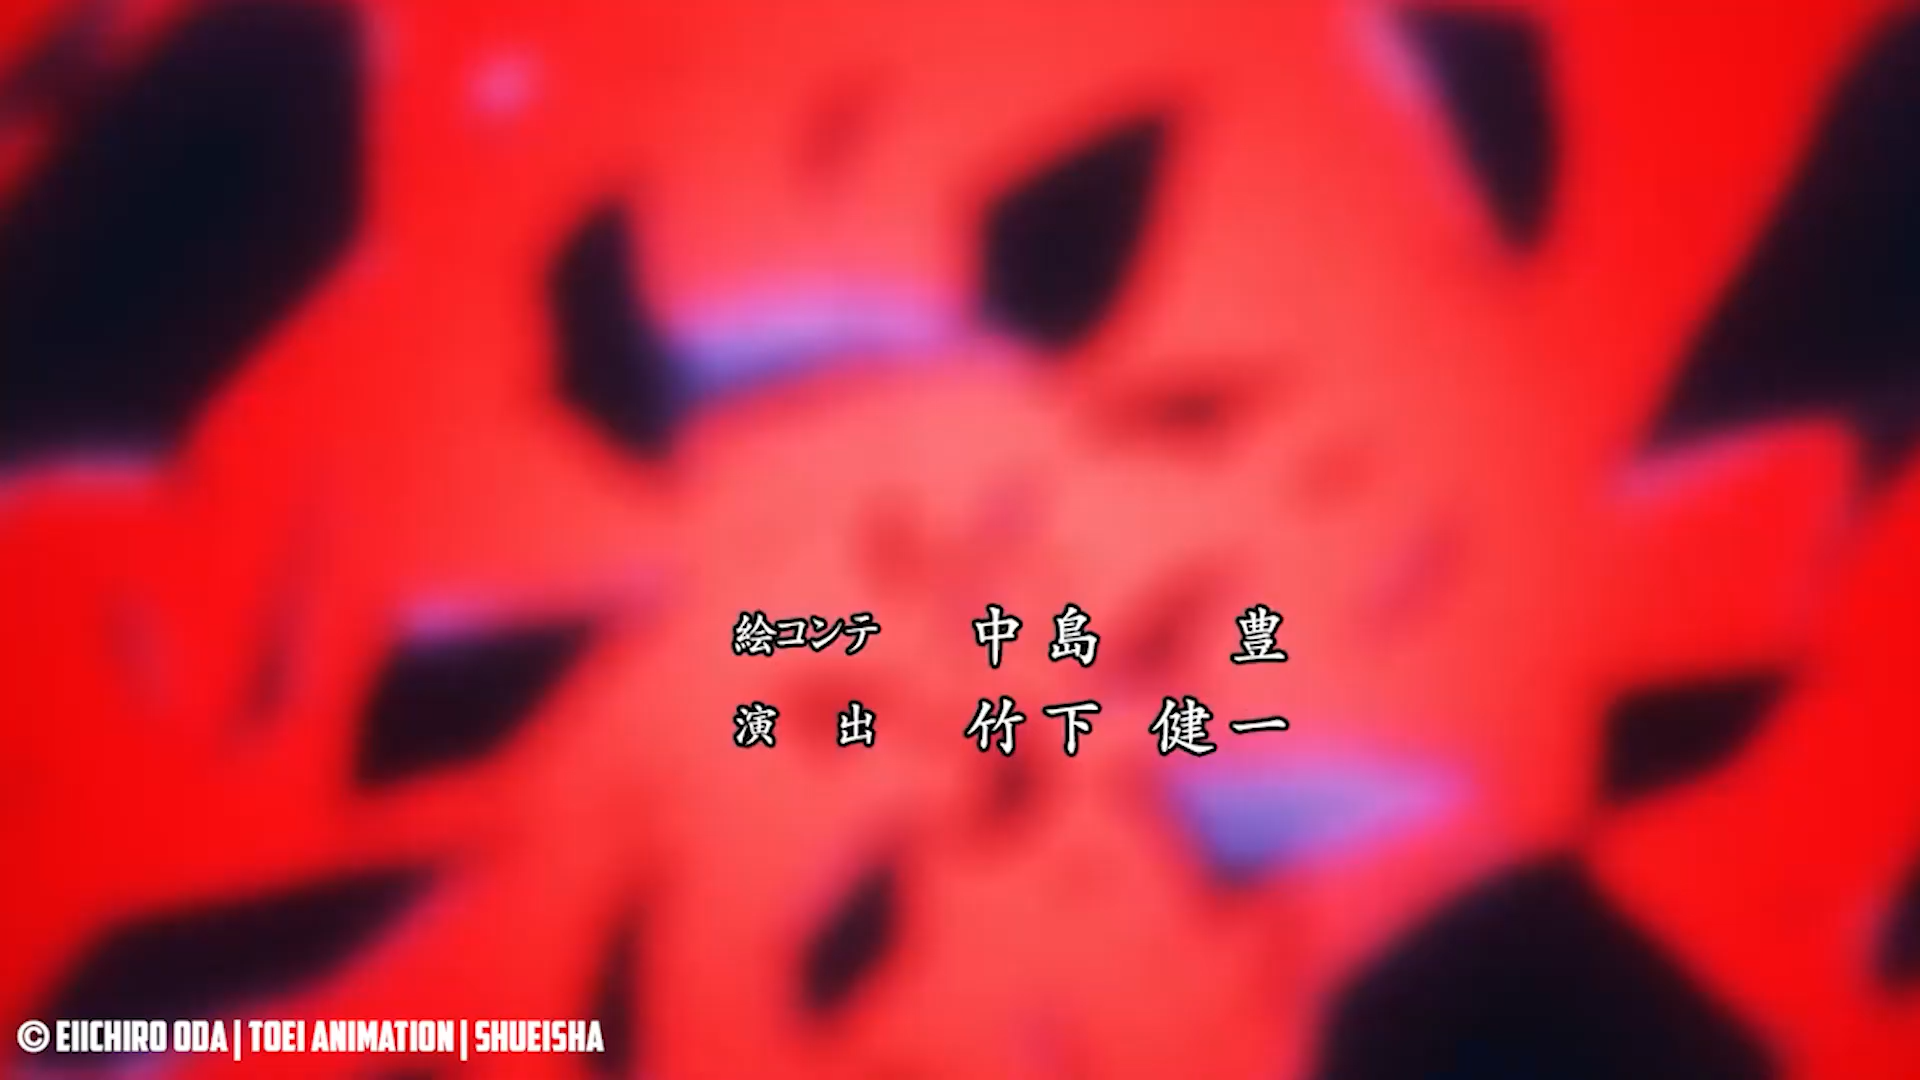 絵コンテ 中島 豊
演出 竹下健一
© EIICHIRO ODA | TOEI ANIMATION | SHUEISHA